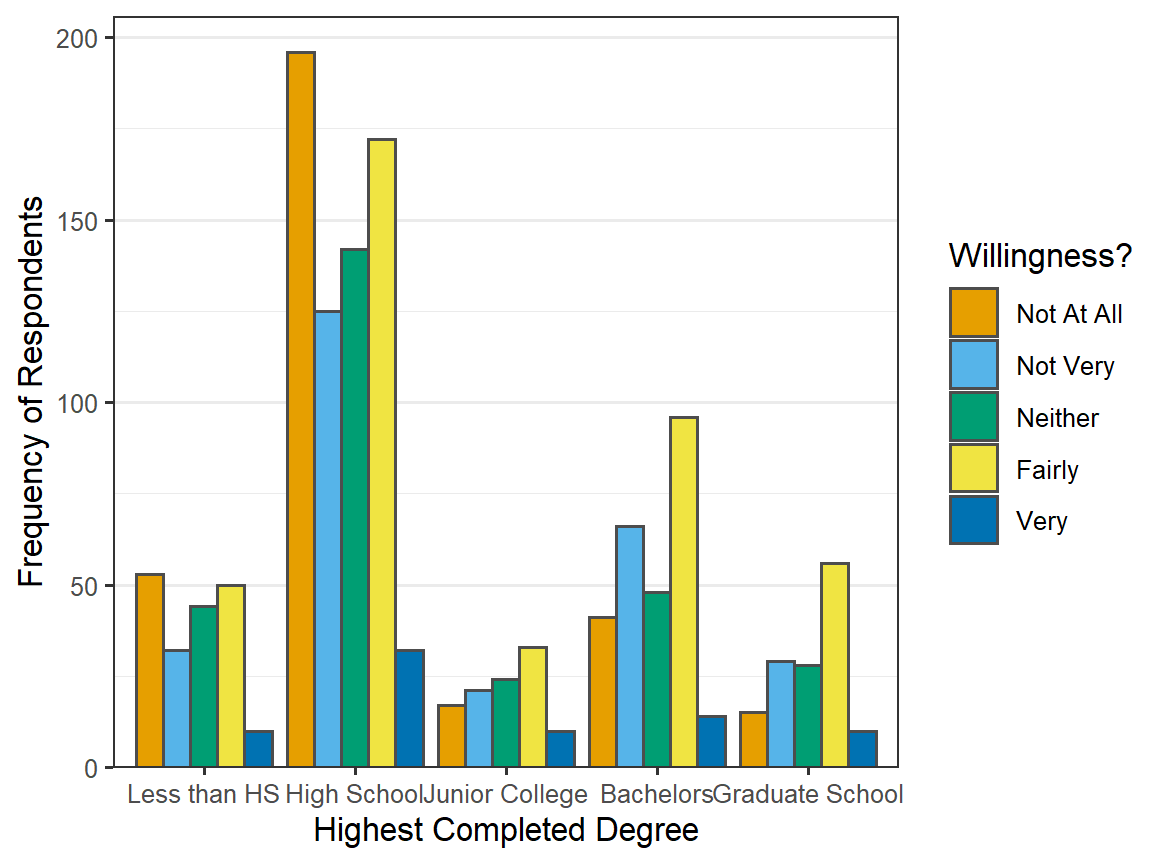 200
150
100
50
0
Frequency of Respondents
Less than HS High School Junior College Bachelors Graduate School
Highest Completed Degree
Willingness?
Not At All
Not Very
Neither
Fairly
Very